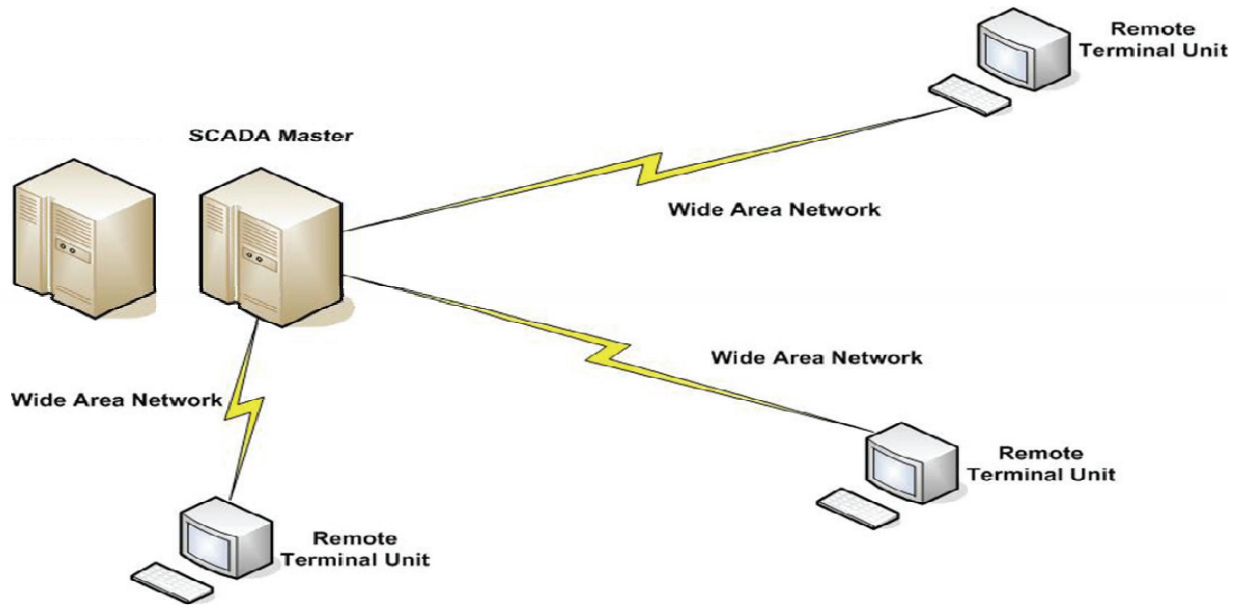 Remote
Terminal Unit
SCADA Master
Wide Area Network
Wide Area Network
Wide Area Network
Remote
Terminal Unit
Remote
Terminal Unit